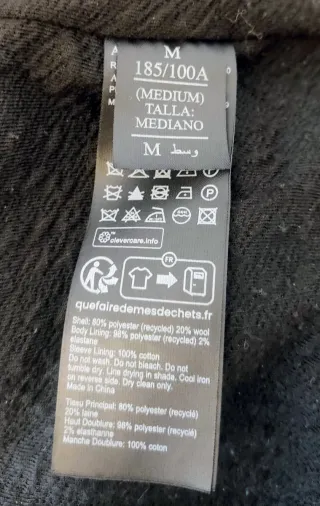 M
185/100A
(MEDIUM)
TALLA:
MEDIANO
M وسط
P
clevercare.info
FR
quefairedemesdechets.fr
Shell: 80% polyester (recycled) 20% wool
Body Lining: 98% polyester (recycled) 2%
elastane
Sleeve Lining: 100% cotton
Do not wash. Do not bleach. Do not
tumble dry. Line drying in shade. Cool iron
on reverse side. Dry clean only.
Made in China
Tissu Principal: 80% polyester (recyclé)
20% laine
Haut Doublure: 98% polyester (recyclé)
2% elasthanne
Manche Doublure: 100% coton